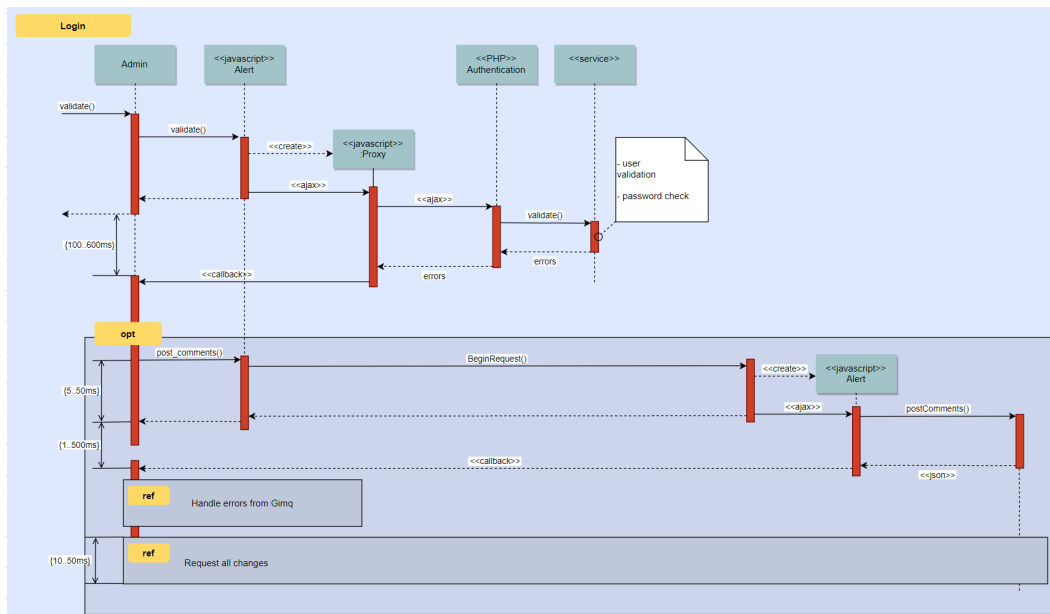 Login
Admin
<<javascript>>
Alert
<<PHP>>
Authentication
<<service>>
validate()
validate()
<<create>>
<<javascript>>
:Proxy
- user
validation
- password check
<<ajax>>
<<ajax>>
validate()
{100..600ms}
errors
errors
<<callback>>
opt
post_comments()
BeginRequest()
<<create>>
<<javascript>>
Alert
{5..50ms}
<<ajax>>
postComments()
{1..500ms}
<<callback>>
<<json>>
ref
Handle errors from Gimq
ref
Request all changes
{10..50ms}